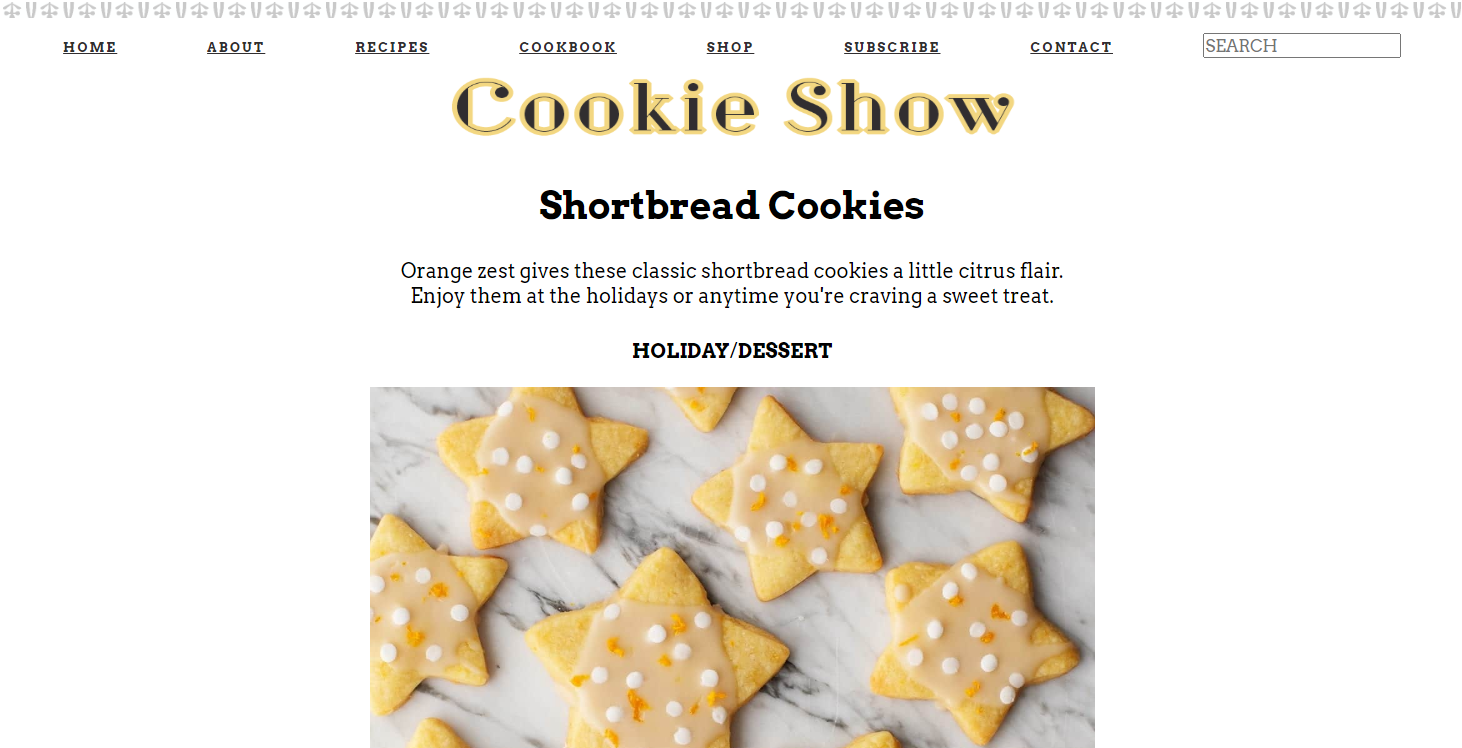 HOME ABOUT RECIPES COOKBOOK SHOP SUBSCRIBE CONTACT SEARCH
Cookie Show
Shortbread Cookies
Orange zest gives these classic shortbread cookies a little citrus flair.
Enjoy them at the holidays or anytime you're craving a sweet treat.
HOLIDAY/DESSERT